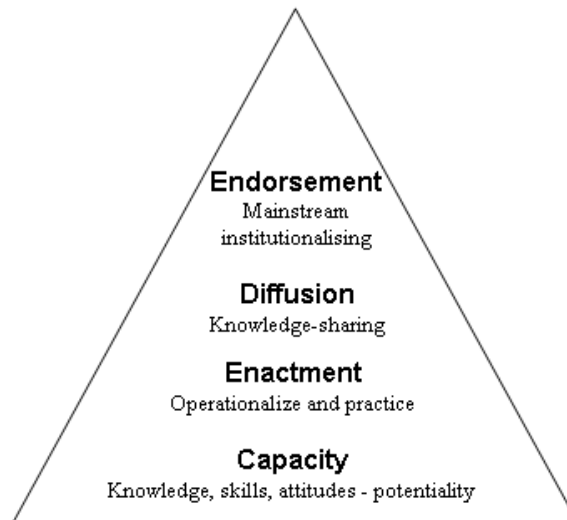 Endorsement
Mainstream
institutionalising
Diffusion
Knowledge-sharing
Enactment
Operationalize and practice
Capacity
Knowledge, skills, attitudes - potentiality